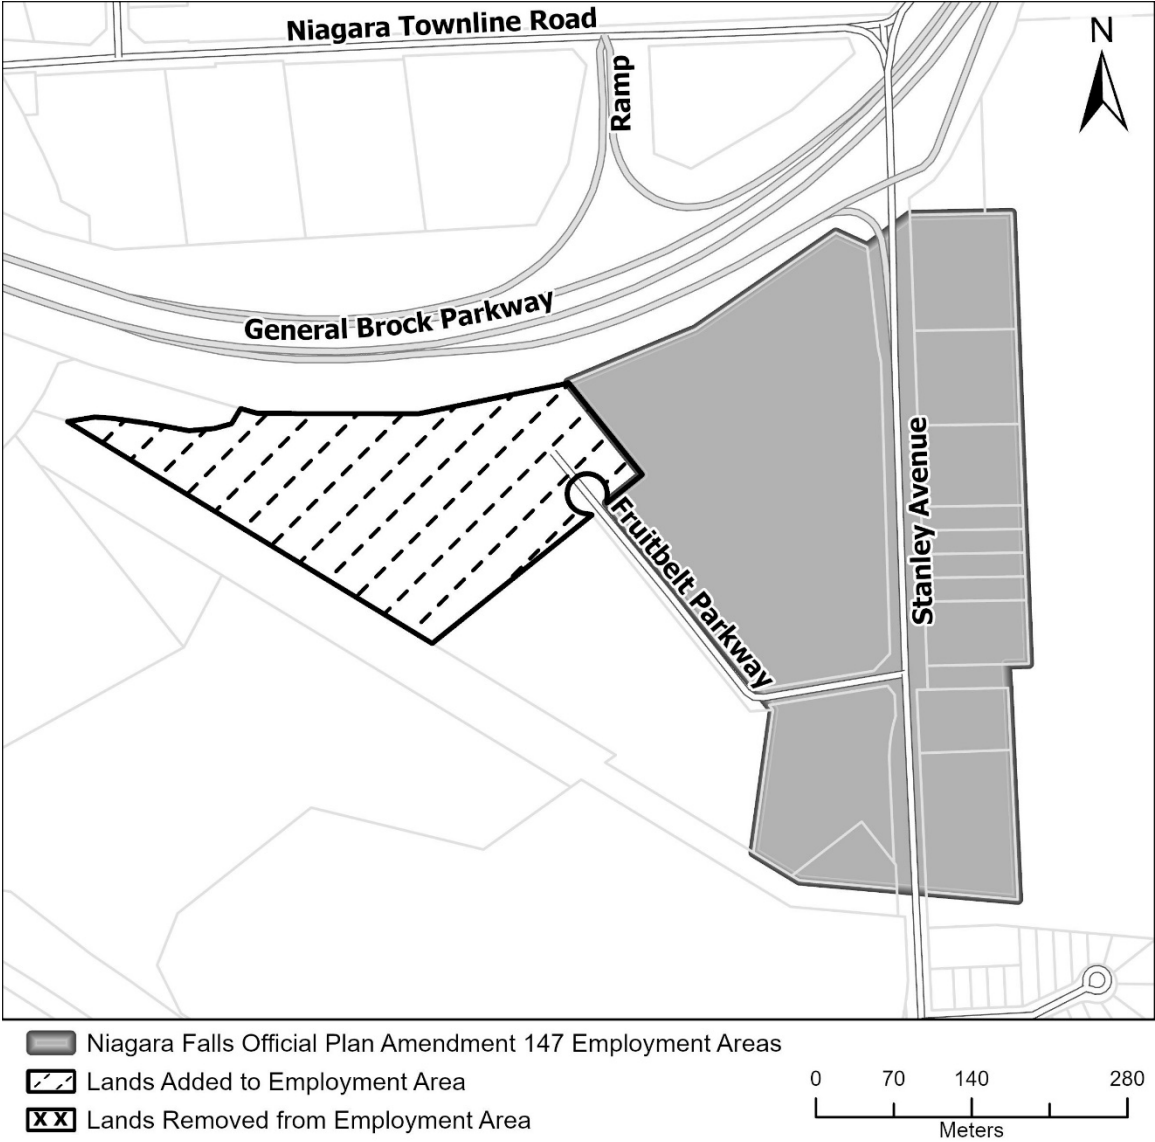 Niagara Townline Road
N
Ramp
General Brock Parkway
Stanley Avenue
Fruitbelt Parkway
Niagara Falls Official Plan Amendment 147 Employment Areas
Lands Added to Employment Area
X X Lands Removed from Employment Area
0 70 140 280
Meters